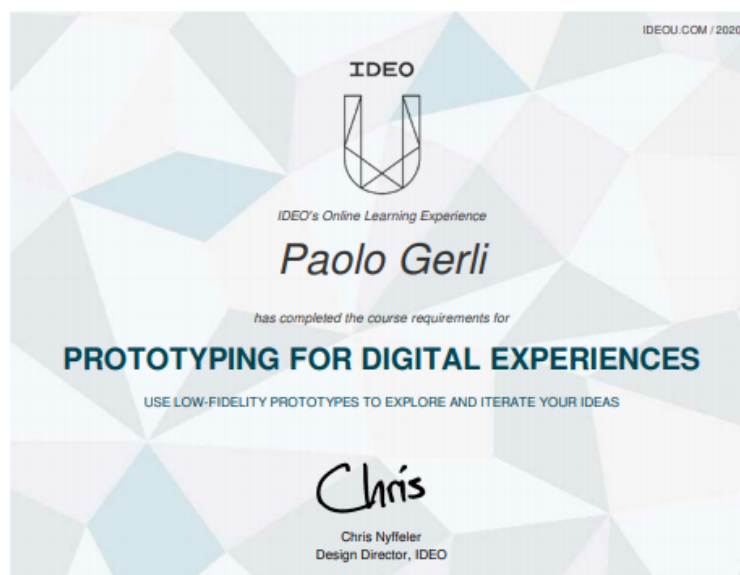 IDEOU.COM / 2020
IDEO
U
IDEO's Online Learning Experience
Paolo Gerli
has completed the course requirements for
PROTOTYPING FOR DIGITAL EXPERIENCES
USE LOW-FIDELITY PROTOTYPES TO EXPLORE AND ITERATE YOUR IDEAS
Chris
Chris Nyffeler
Design Director, IDEO